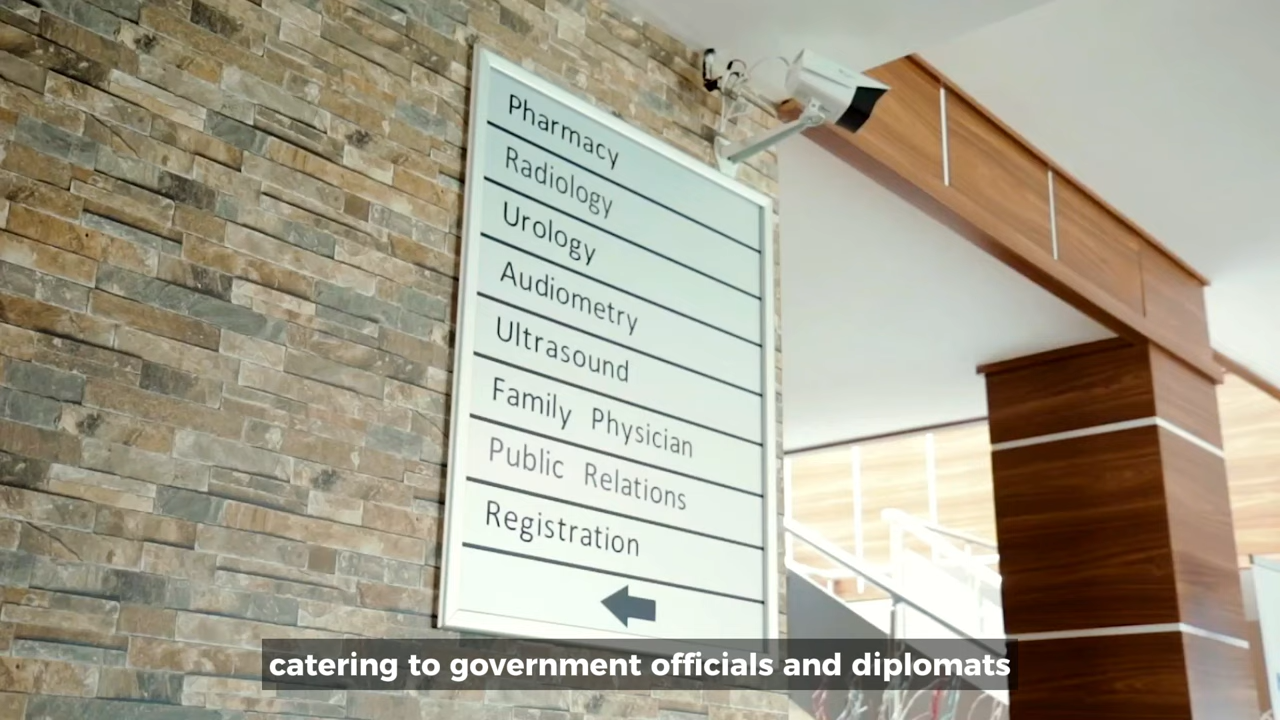 Pharmacy
Radiology
Urology
Audiometry
Ultrasound
Family Physician
Public Relations
Registration
catering to government officials and diplomats